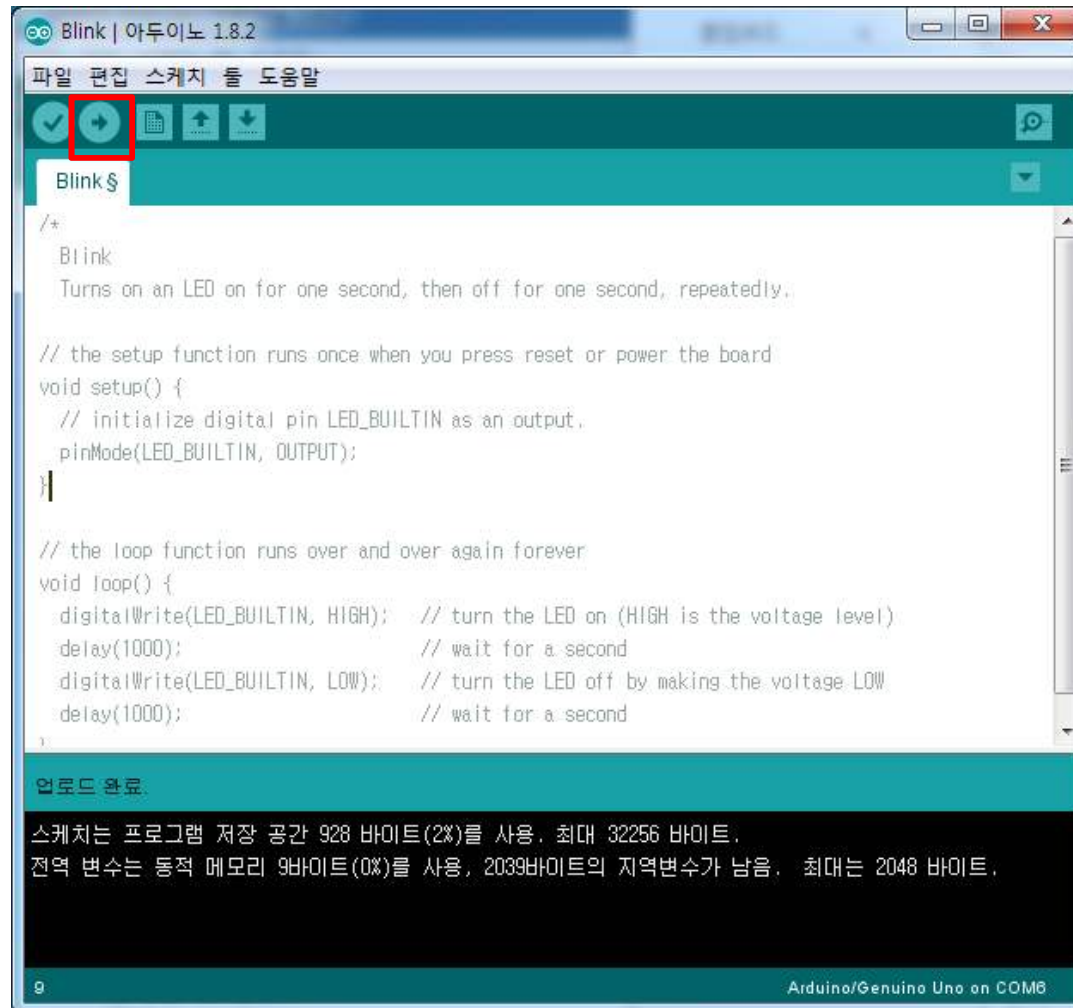 Blink | 아두이노 1.8.2
파일 편집 스케치 툴 도움말
Blink §
/*
  Blink
  Turns on an LED on for one second, then off for one second, repeatedly.
// the setup function runs once when you press reset or power the board
void setup() {
  // initialize digital pin LED_BUILTIN as an output.
  pinMode(LED_BUILTIN, OUTPUT);
}
// the loop function runs over and over again forever
void loop() {
  digitalWrite(LED_BUILTIN, HIGH);   // turn the LED on (HIGH is the voltage level)
  delay(1000);                       // wait for a second
  digitalWrite(LED_BUILTIN, LOW);    // turn the LED off by making the voltage LOW
  delay(1000);                       // wait for a second
업로드 완료.
스케치는 프로그램 저장 공간 928 바이트(2%)를 사용. 최대 32256 바이트.
전역 변수는 동적 메모리 9바이트(0%)를 사용, 2039바이트의 지역변수가 남음.  최대는 2048 바이트.
9
Arduino/Genuino Uno on COM6